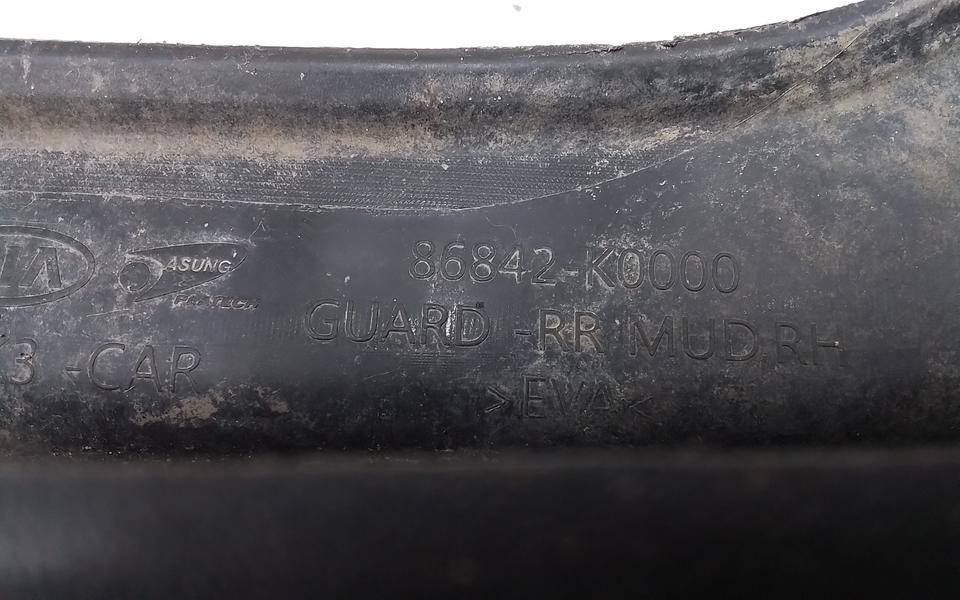 86842-K0000
ASUNG
GUARD -RR MUD,RH
3 -CAR
>EVA<